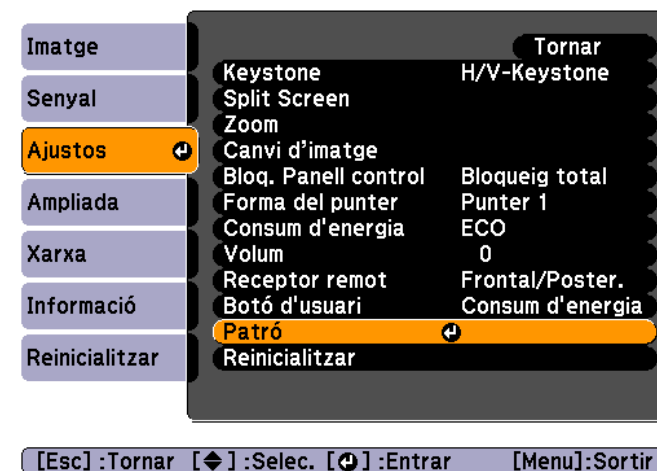 Imatge
Senyal
Ajustos
Ampliada
Xarxa
Informació
Reinicialitzar
Tornar
Keystone H/V-Keystone
Split Screen
Zoom
Canvi d'imatge
Bloq. Panell control Bloqueig total
Forma del punter Punter 1
Consum d'energia ECO
Volum 0
Receptor remot Frontal/Poster.
Botó d'usuari Consum d'energia
Patró
Reinicialitzar
[Esc] :Tornar [◆] :Selec. [↵] :Entrar [Menu]:Sortir